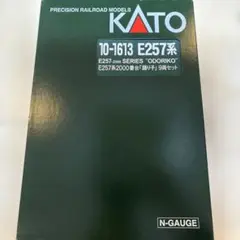 PRECISION RAILROAD MODELS
KATO
10-1613 E257系
E257-2000 SERIES "ODORIKO"
E257系2000番台「踊り子」9両セット
N-GAUGE